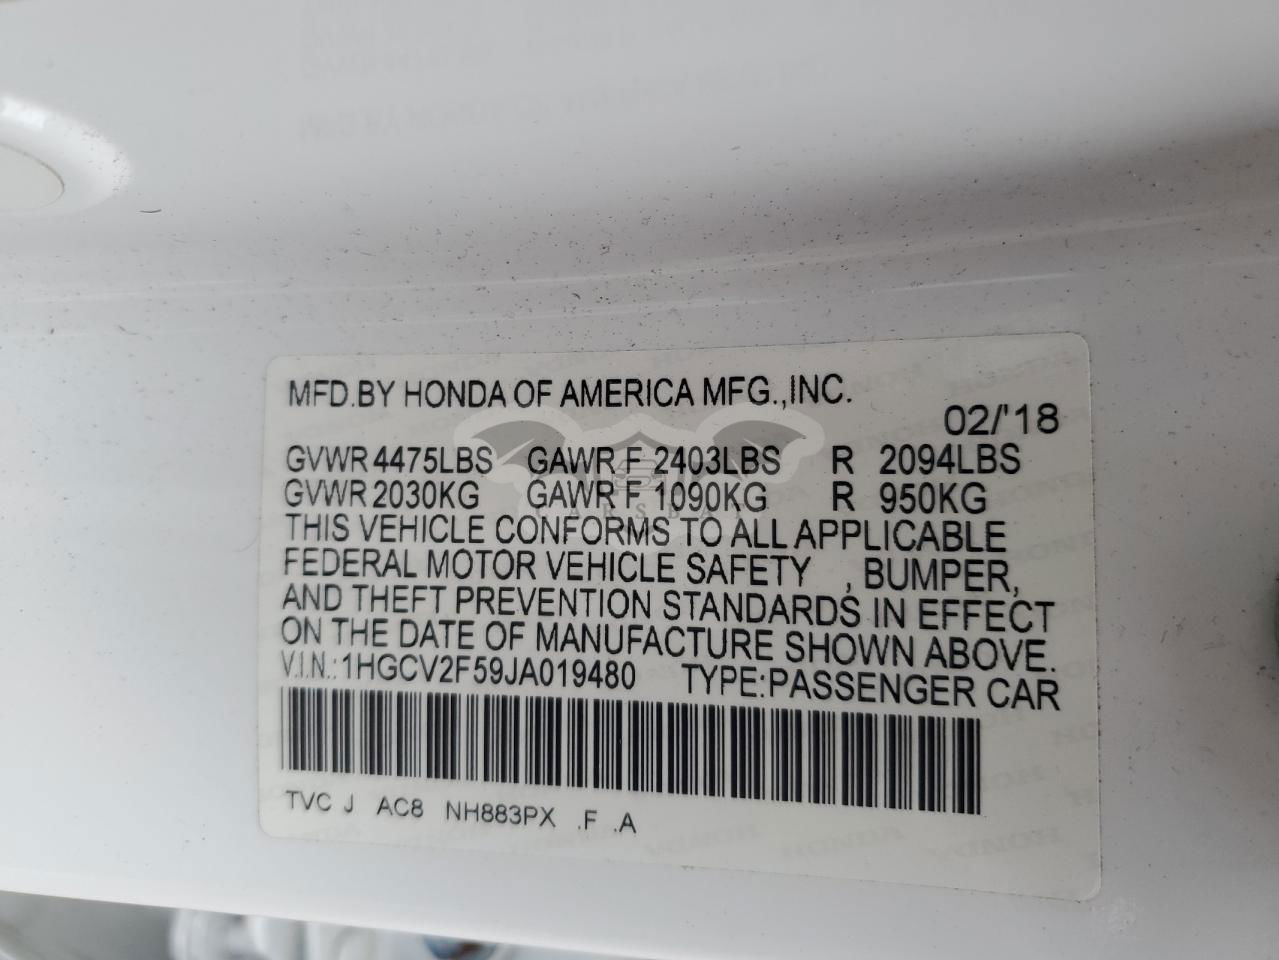 MFD.BY HONDA OF AMERICA MFG.,INC.
02/'18
GVWR 4475LBS GAWR F 2403LBS R 2094LBS
GVWR 2030KG GAWR F 1090KG R 950KG
CARSBAT
THIS VEHICLE CONFORMS TO ALL APPLICABLE
FEDERAL MOTOR VEHICLE SAFETY , BUMPER,
AND THEFT PREVENTION STANDARDS IN EFFECT
ON THE DATE OF MANUFACTURE SHOWN ABOVE.
V.I.N.:1HGCV2F59JA019480 TYPE:PASSENGER CAR
TVC J AC8 NH883PX .F .A